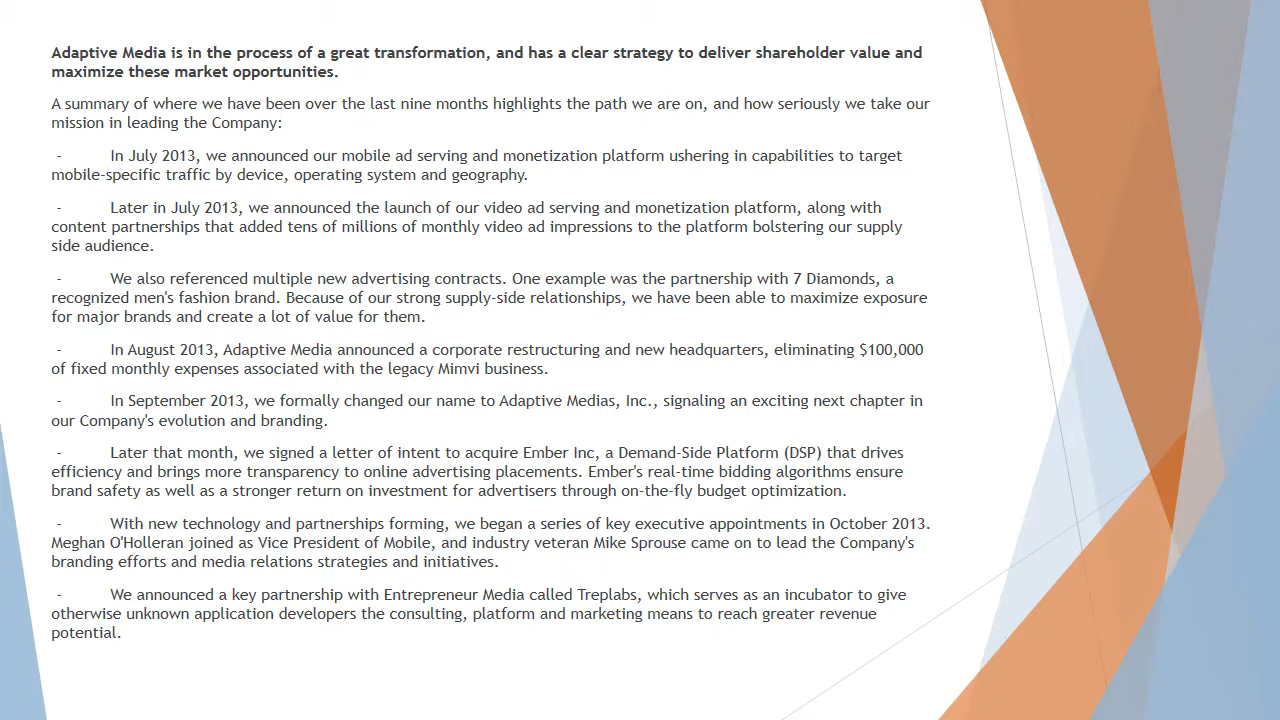 Adaptive Media is in the process of a great transformation, and has a clear strategy to deliver shareholder value and
maximize these market opportunities.
A summary of where we have been over the last nine months highlights the path we are on, and how seriously we take our
mission in leading the Company:
- In July 2013, we announced our mobile ad serving and monetization platform ushering in capabilities to target
mobile-specific traffic by device, operating system and geography.
- Later in July 2013, we announced the launch of our video ad serving and monetization platform, along with
content partnerships that added tens of millions of monthly video ad impressions to the platform bolstering our supply
side audience.
- We also referenced multiple new advertising contracts. One example was the partnership with 7 Diamonds, a
recognized men's fashion brand. Because of our strong supply-side relationships, we have been able to maximize exposure
for major brands and create a lot of value for them.
- In August 2013, Adaptive Media announced a corporate restructuring and new headquarters, eliminating $100,000
of fixed monthly expenses associated with the legacy Mimvi business.
- In September 2013, we formally changed our name to Adaptive Medias, Inc., signaling an exciting next chapter in
our Company's evolution and branding.
- Later that month, we signed a letter of intent to acquire Ember Inc, a Demand-Side Platform (DSP) that drives
efficiency and brings more transparency to online advertising placements. Ember's real-time bidding algorithms ensure
brand safety as well as a stronger return on investment for advertisers through on-the-fly budget optimization.
- With new technology and partnerships forming, we began a series of key executive appointments in October 2013.
Meghan O'Holleran joined as Vice President of Mobile, and industry veteran Mike Sprouse came on to lead the Company's
branding efforts and media relations strategies and initiatives.
- We announced a key partnership with Entrepreneur Media called Treplabs, which serves as an incubator to give
otherwise unknown application developers the consulting, platform and marketing means to reach greater revenue
potential.